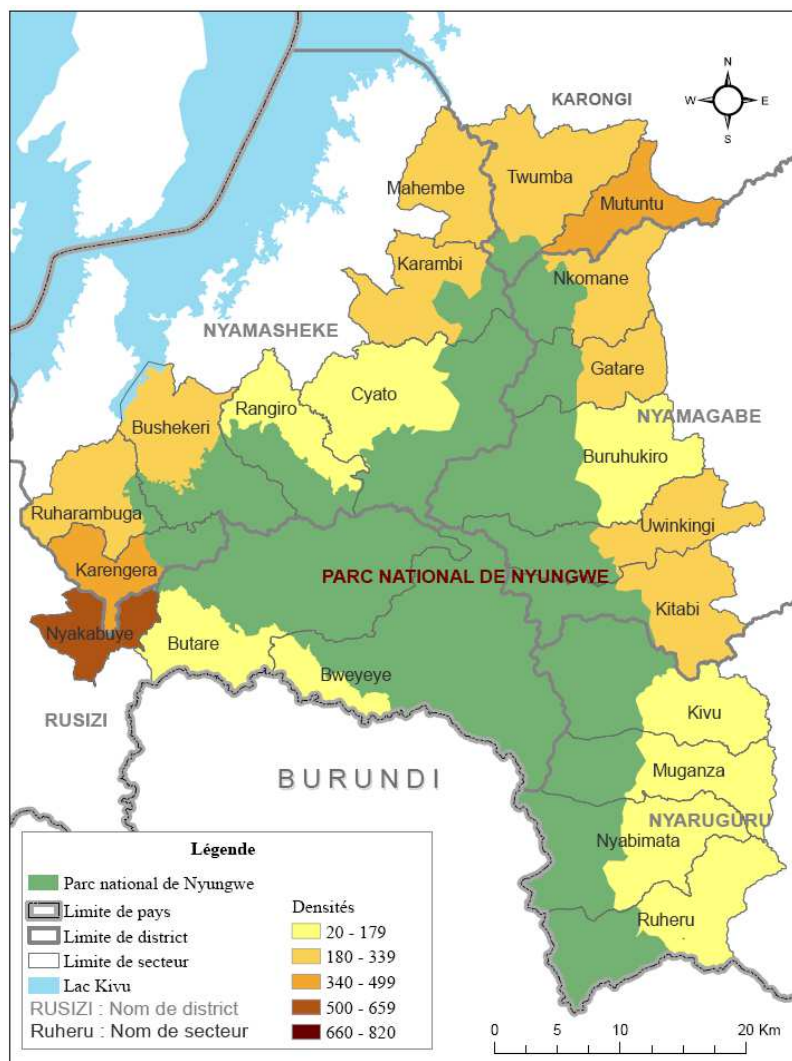 N
W E
S
KARONGI
Mahembe
Twumba
Mutuntu
Karambi
Nkomane
NYAMASHEKE
Gatare
Cyato
Rangiro
Bushekeri
NYAMAGABE
Buruhukiro
Ruharambuga
Uwinkingi
Karengera
PARC NATIONAL DE NYUNGWE
Kitabi
Nyakabuye
Butare
Bweyeye
Kivu
RUSIZI
Muganza
BURUNDI
NYARUGURU
Nyabimata
Ruheru
Légende
Parc national de Nyungwe
Limite de pays
Limite de district
Limite de secteur
Lac Kivu
RUSIZI : Nom de district
Ruheru : Nom de secteur
Densités
20 - 179
180 - 339
340 - 499
500 - 659
660 - 820
0 5 10 20 Km